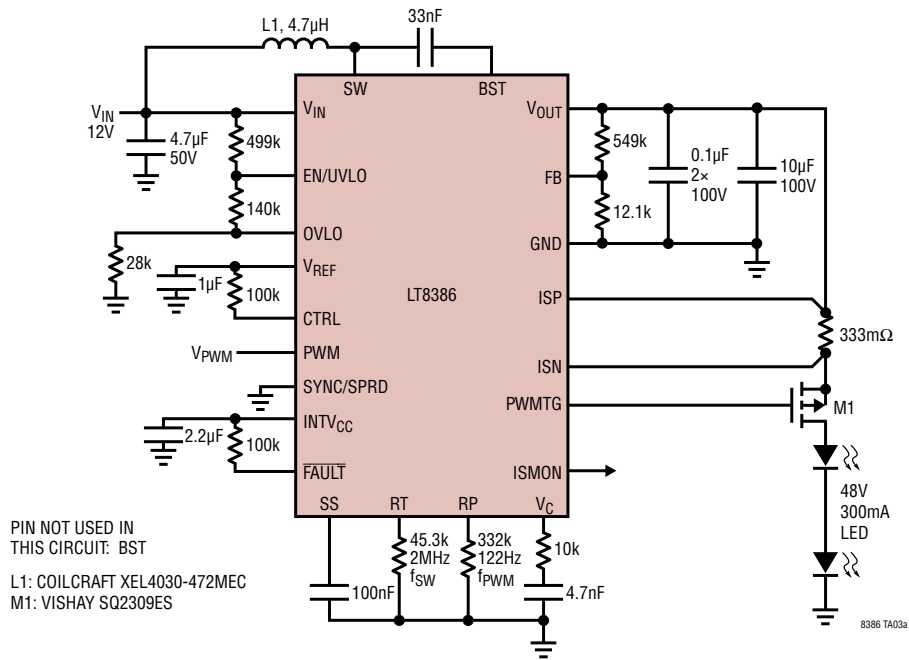 L1, 4.7µH
33nF
SW
BST
VIN
12V
4.7µF
50V
499k
140k
28k
1µF
100k
VPWM
2.2µF
100k
VIN
EN/UVLO
OVLO
VREF
CTRL
PWM
SYNC/SPRD
INTVCC
FAULT
LT8386
VOUT
FB
GND
ISP
ISN
PWMTG
ISMON
SS
RT
RP
VC
549k
12.1k
0.1µF
2×
100V
10µF
100V
333mΩ
M1
48V
300mA
LED
100nF
45.3k
2MHz
fSW
332k
122Hz
fPWM
10k
4.7nF
PIN NOT USED IN
THIS CIRCUIT: BST
L1: COILCRAFT XEL4030-472MEC
M1: VISHAY SQ2309ES
8386 TA03a